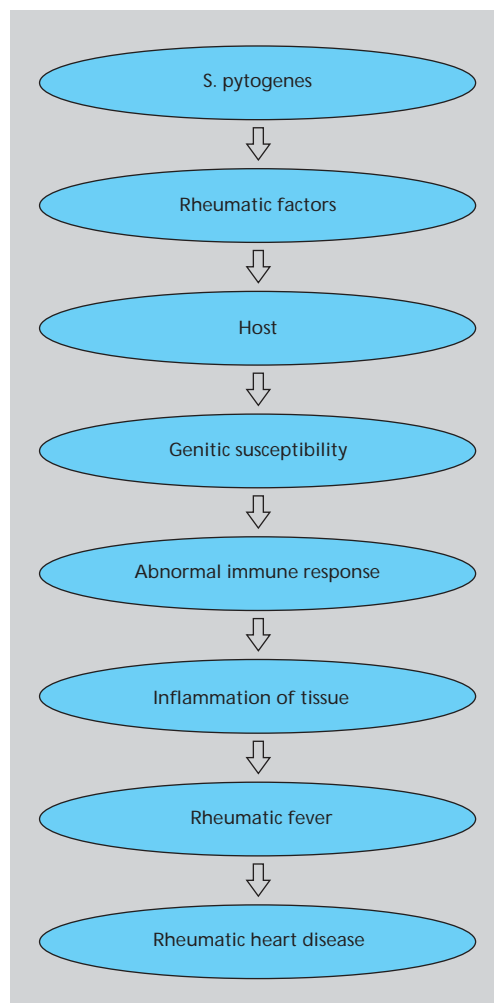 S. pytogenes
Rheumatic factors
Host
Genitic susceptibility
Abnormal immune response
Inflammation of tissue
Rheumatic fever
Rheumatic heart disease